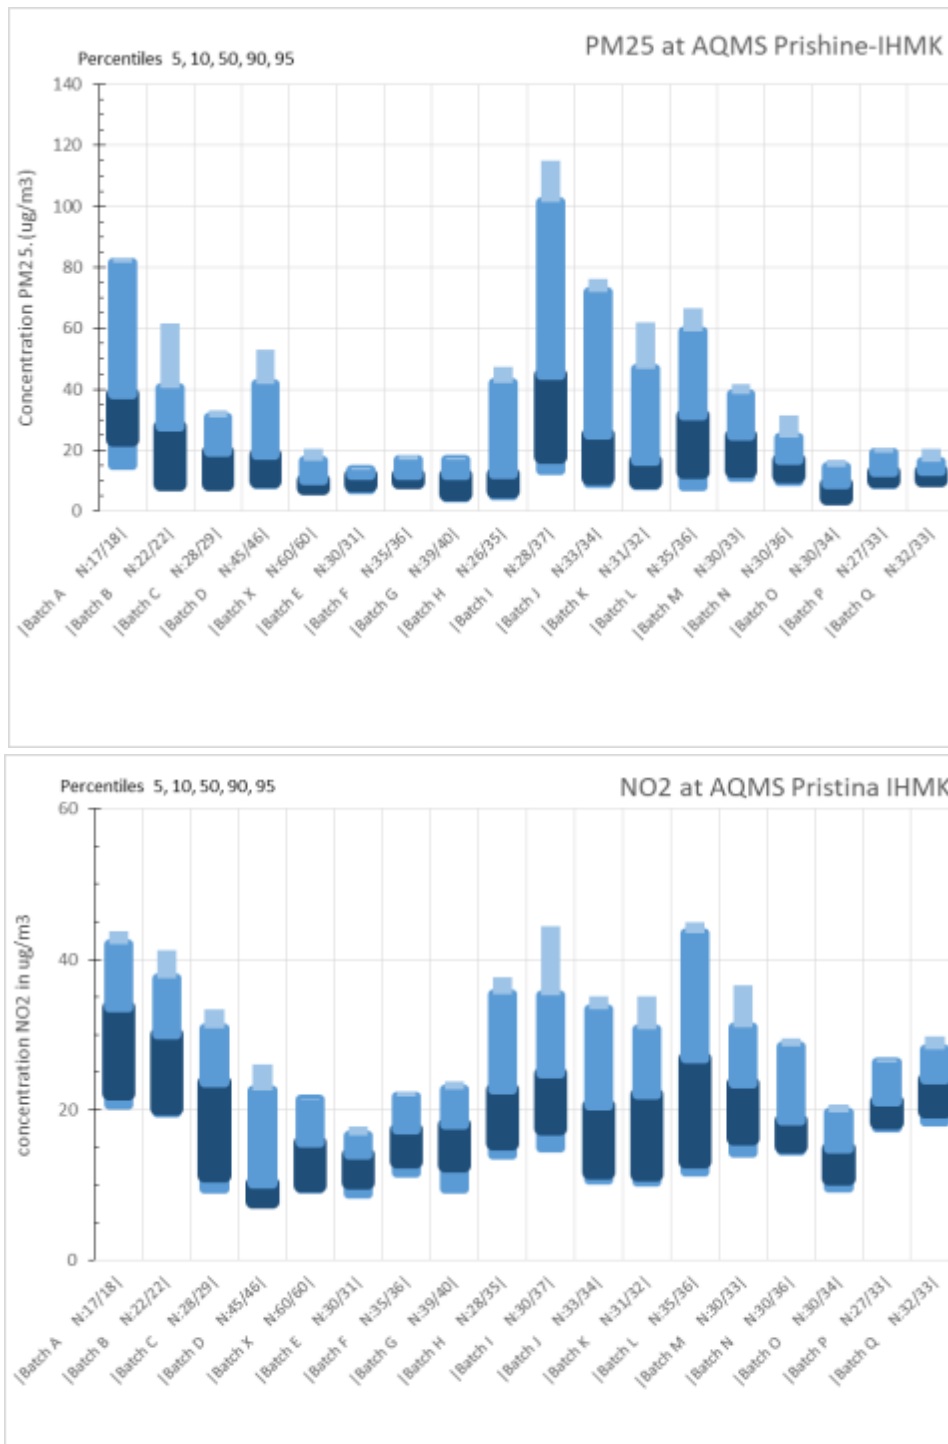 PM25 at AQMS Prishine-IHMK
Percentiles 5, 10, 50, 90, 95
Concentration PM25. (ug/m3)
140
120
100
80
60
40
20
0
|Batch A N:17/18|
|Batch B N:22/22|
|Batch C N:28/29|
|Batch D N:45/46|
|Batch X N:60/60|
|Batch E N:30/31|
|Batch F N:35/36|
|Batch G N:39/40|
|Batch H N:26/35|
|Batch I N:28/37|
|Batch J N:33/34|
|Batch K N:31/32|
|Batch L N:35/36|
|Batch M N:30/33|
|Batch N N:30/36|
|Batch O N:30/34|
|Batch P N:27/33|
|Batch Q N:32/33|
Percentiles 5, 10, 50, 90, 95
NO2 at AQMS Pristina IHMK
concentration NO2 in ug/m3
60
40
20
0
|Batch A N:17/18|
|Batch B N:22/22|
|Batch C N:28/29|
|Batch D N:45/46|
|Batch X N:60/60|
|Batch E N:30/31|
|Batch F N:35/36|
|Batch G N:39/40|
|Batch H N:28/35|
|Batch I N:30/37|
|Batch J N:33/34|
|Batch K N:31/32|
|Batch L N:35/36|
|Batch M N:30/33|
|Batch N N:30/36|
|Batch O N:30/34|
|Batch P N:27/33|
|Batch Q N:32/33|